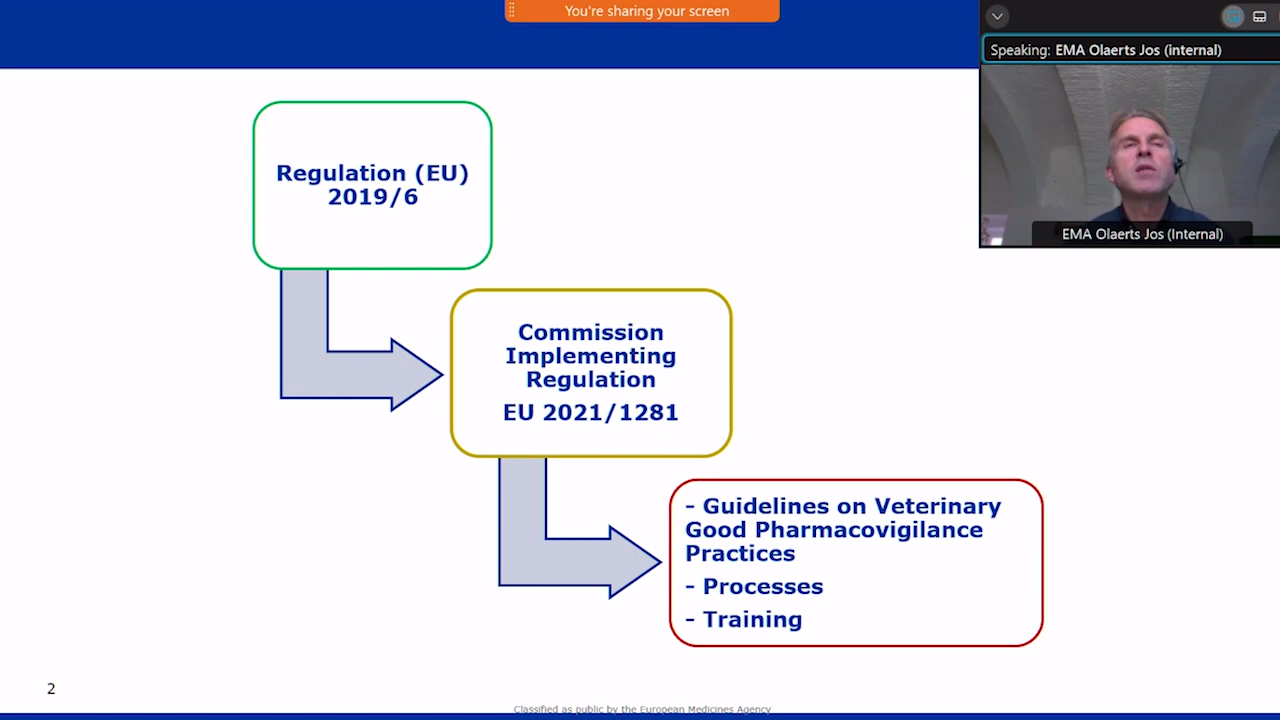 You're sharing your screen
Speaking: EMA Olaerts Jos (internal)
EMA Olaerts Jos (Internal)
Regulation (EU)
2019/6
Commission
Implementing
Regulation
EU 2021/1281
- Guidelines on Veterinary
Good Pharmacovigilance
Practices
- Processes
- Training
2
Classified as public by the European Medicines Agency